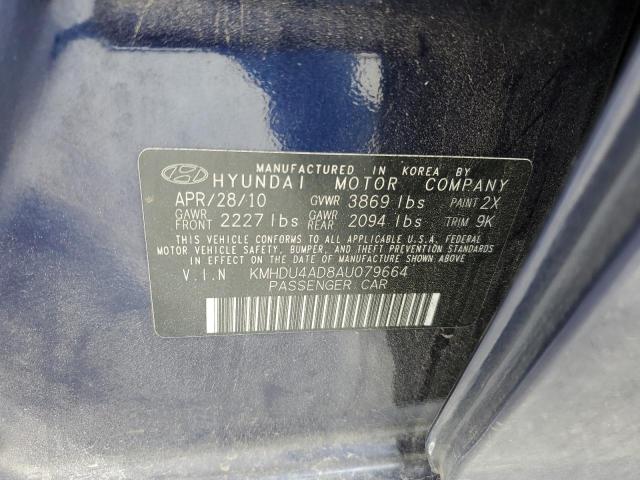 MANUFACTURED IN KOREA BY
HYUNDAI MOTOR COMPANY
APR/28/10 GVWR 3869 lbs PAINT 2X
GAWR FRONT 2227 lbs GAWR REAR 2094 lbs TRIM 9K
THIS VEHICLE CONFORMS TO ALL APPLICABLE U.S.A. FEDERAL
MOTOR VEHICLE SAFETY, BUMPER, AND THEFT PREVENTION STANDARDS
IN EFFECT ON THE DATE OF MANUFACTURE SHOWN ABOVE.
V.I.N KMHDU4AD8AU079664
PASSENGER CAR